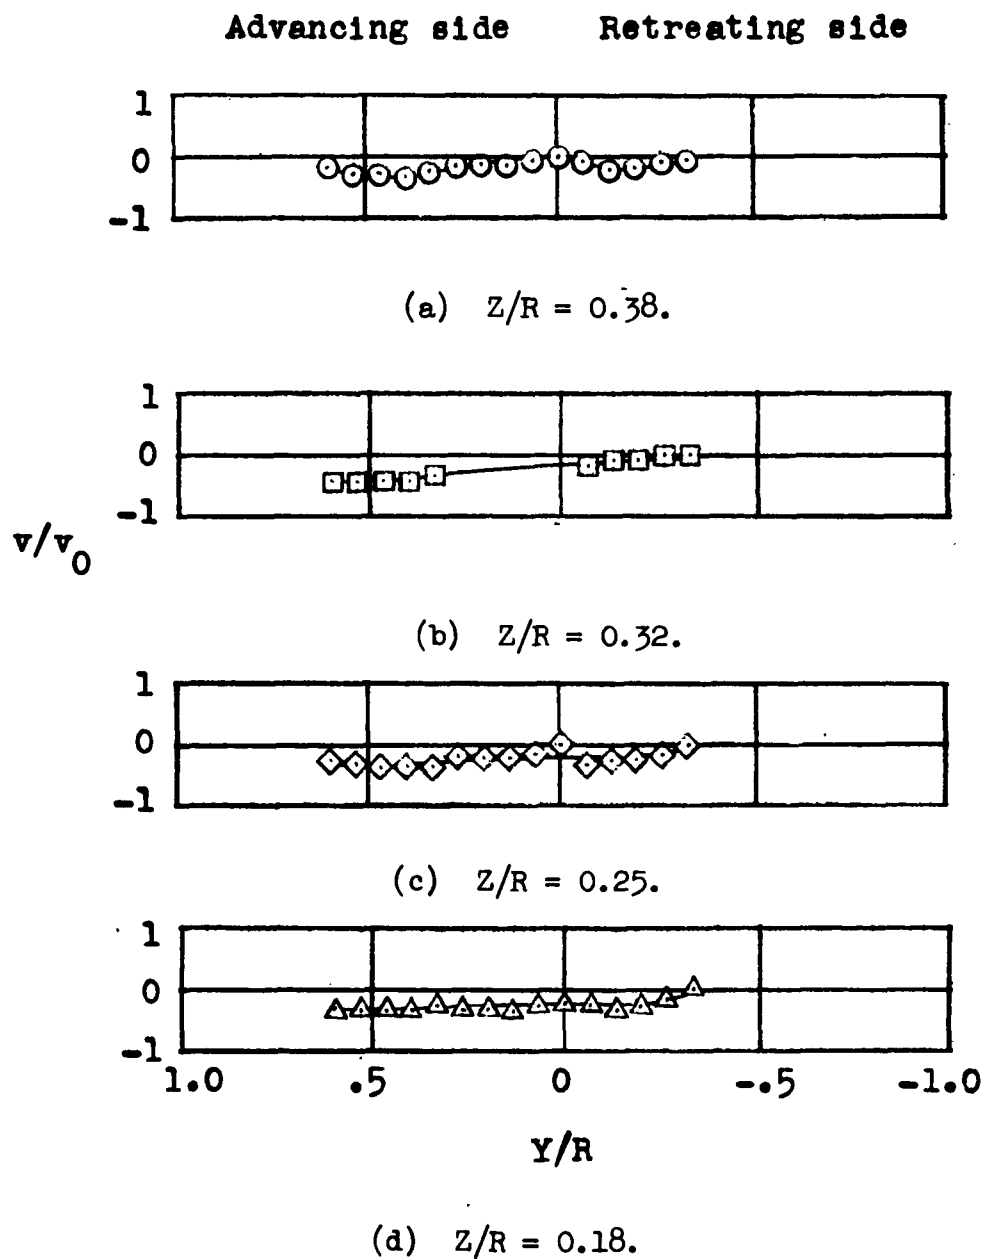 Advancing side Retreating side
1
0
-1
(a) Z/R = 0.38.
1
0
-1
v/v0
(b) Z/R = 0.32.
1
0
-1
(c) Z/R = 0.25.
1
0
-1
1.0 .5 0 -.5 -1.0
Y/R
(d) Z/R = 0.18.